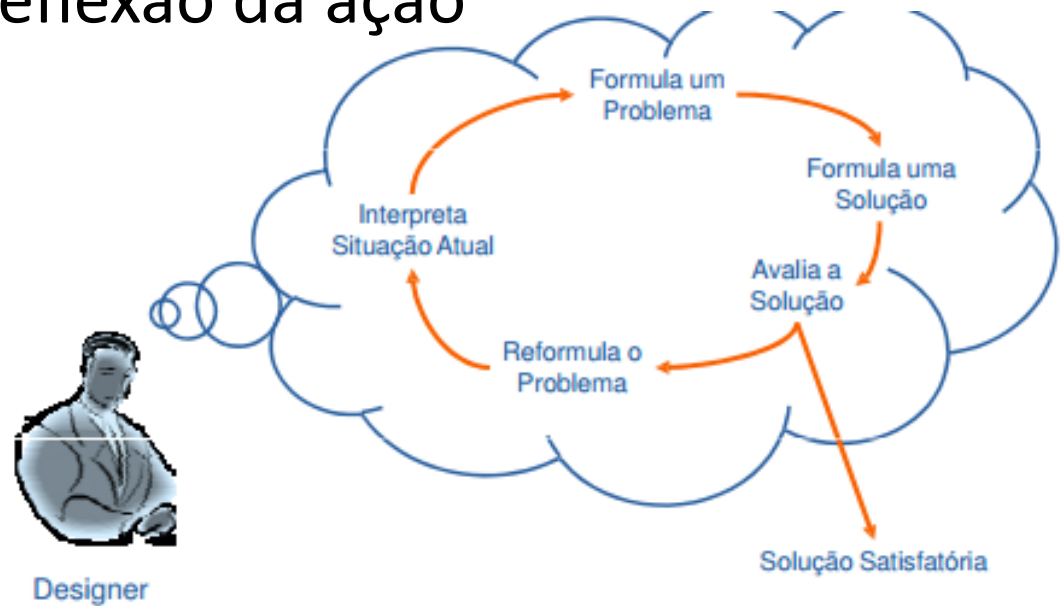 eflexão da ação
Formula um
Problema
Formula uma
Solução
Interpreta
Situação Atual
Avalia a
Solução
Reformula o
Problema
Solução Satisfatória
Designer